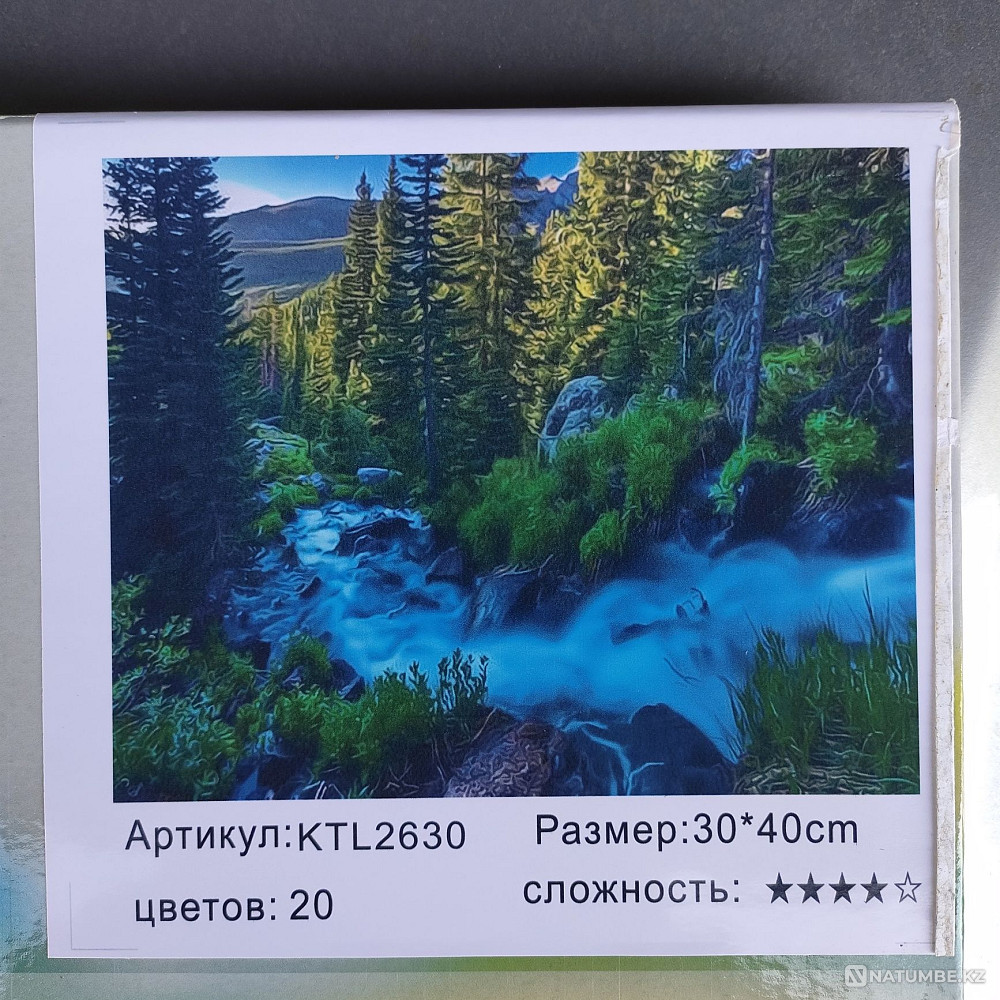 Артикул:KTL2630
Размер:30*40cm
цветов: 20
сложность: ★★★★☆
NATUMBE.KZ